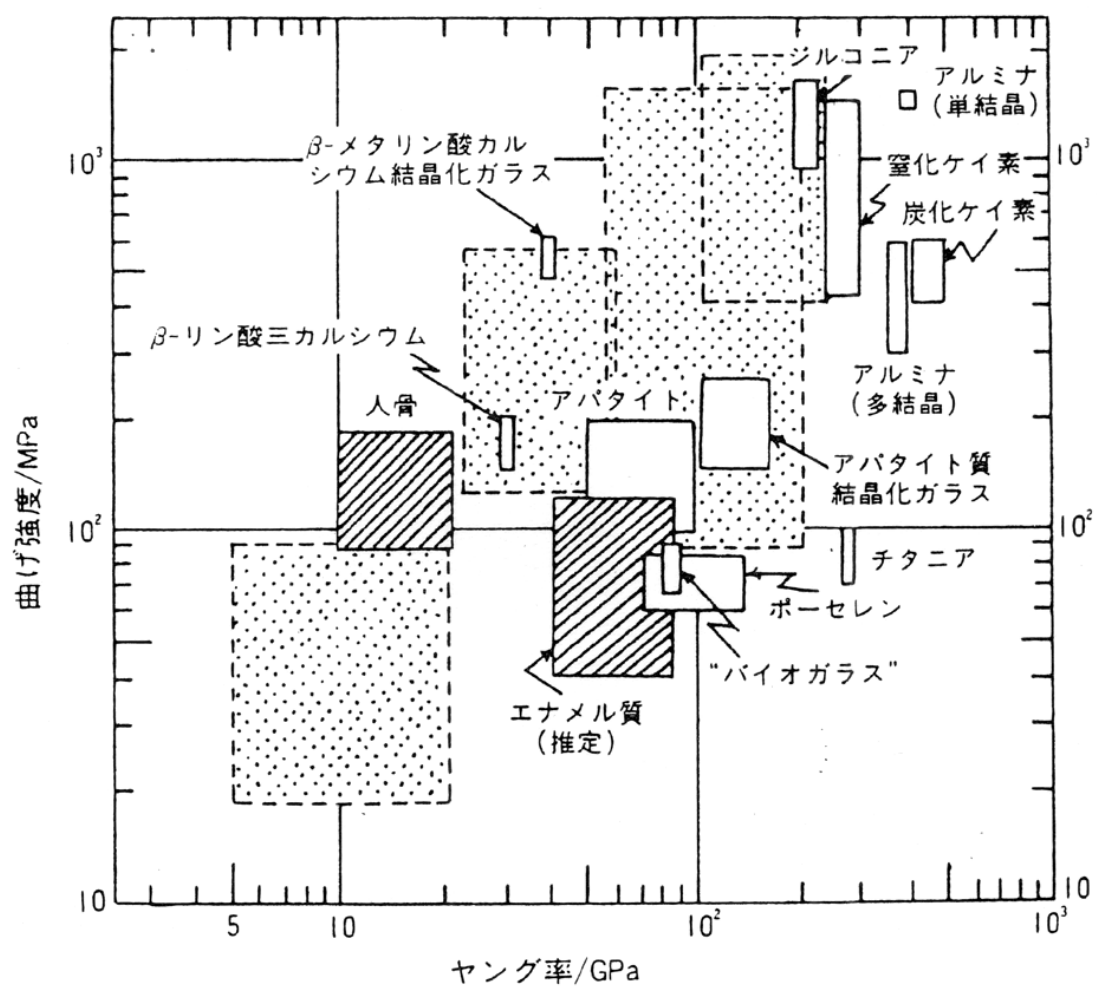 ジルコニア
アルミナ
(単結晶)
β-メタリン酸カル
シウム結晶化ガラス
10³
10³
窒化ケイ素
炭化ケイ素
β-リン酸三カルシウム
アルミナ
(多結晶)
人骨
アパタイト
アパタイト質
結晶化ガラス
曲げ強度/MPa
10²
10²
チタニア
ポーセレン
"バイオガラス"
エナメル質
(推定)
10
10
5
10
10²
10³
ヤング率/GPa